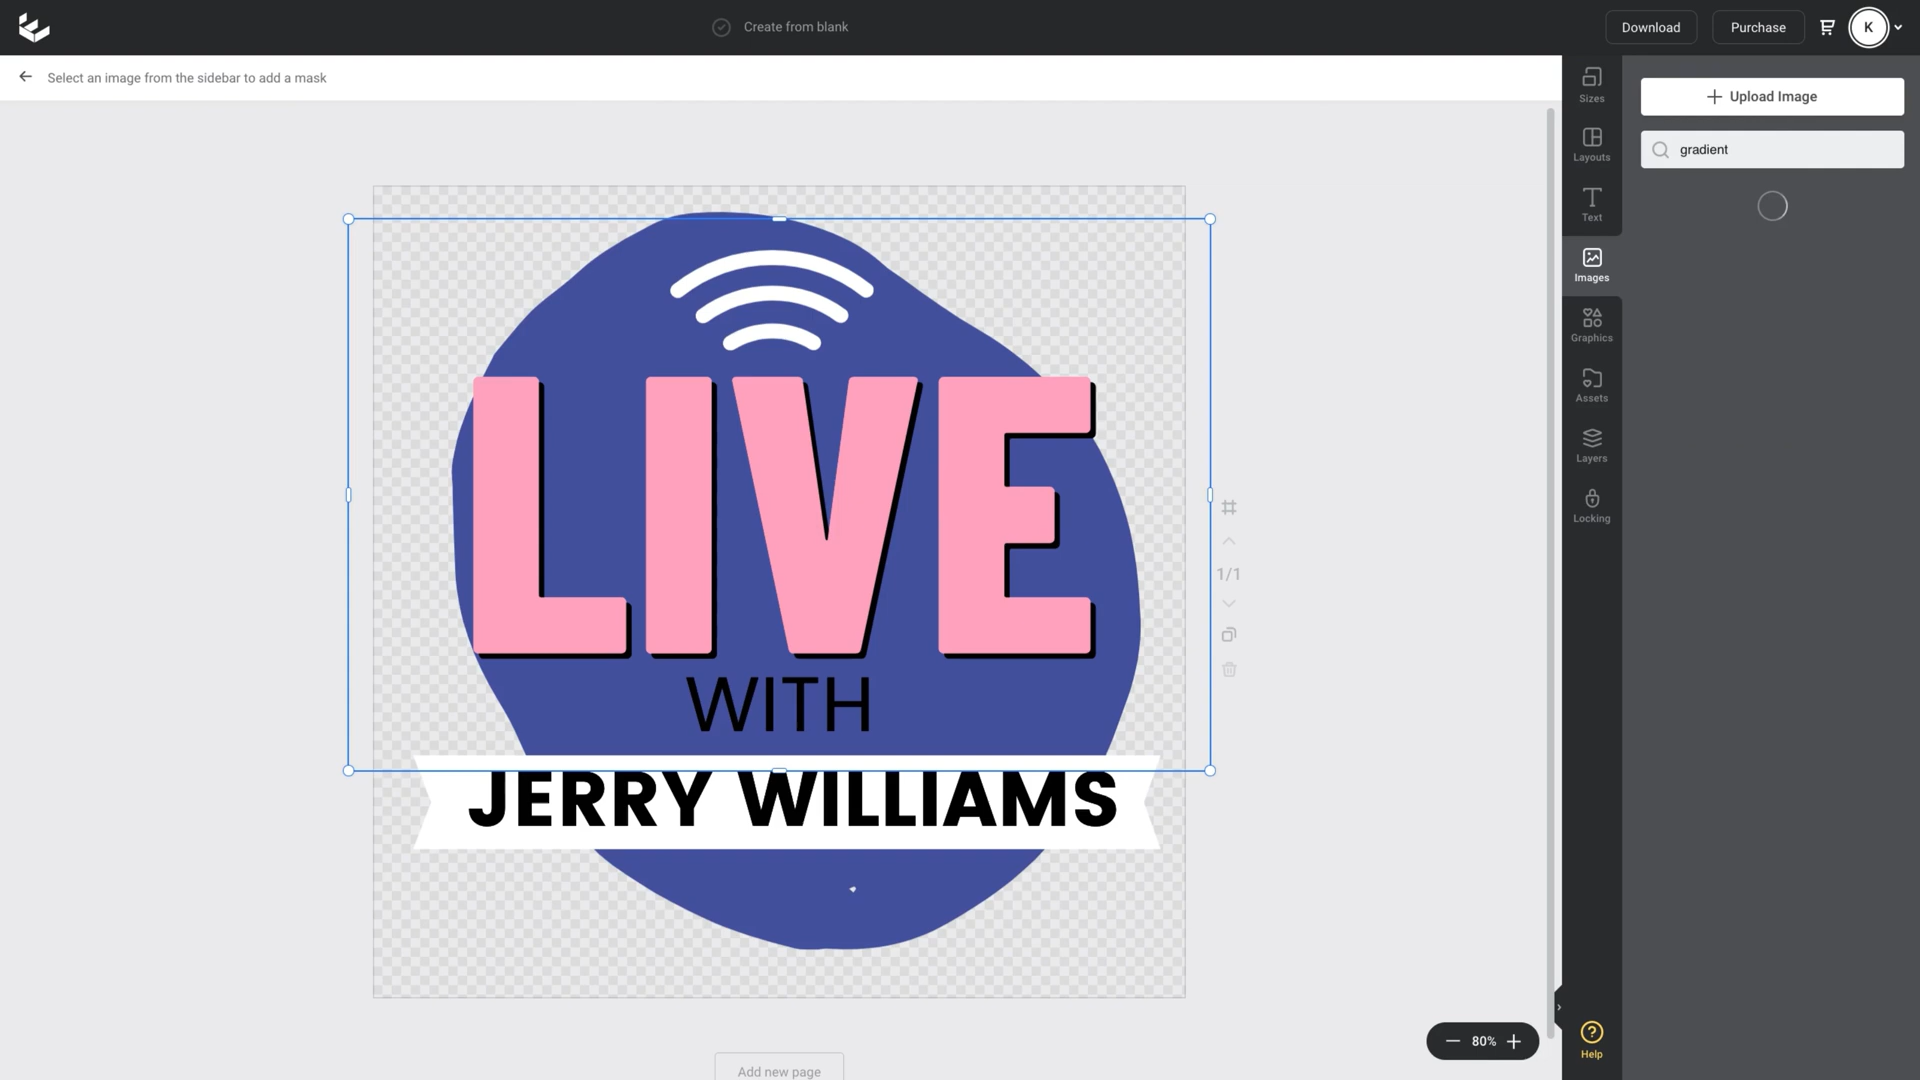 Create from blank
Download
Purchase
K
Select an image from the sidebar to add a mask
Sizes
Layouts
Text
Images
Graphics
Assets
Layers
Locking
Help
Upload Image
gradient
LIVE
WITH
JERRY WILLIAMS
1/1
80%
Add new page